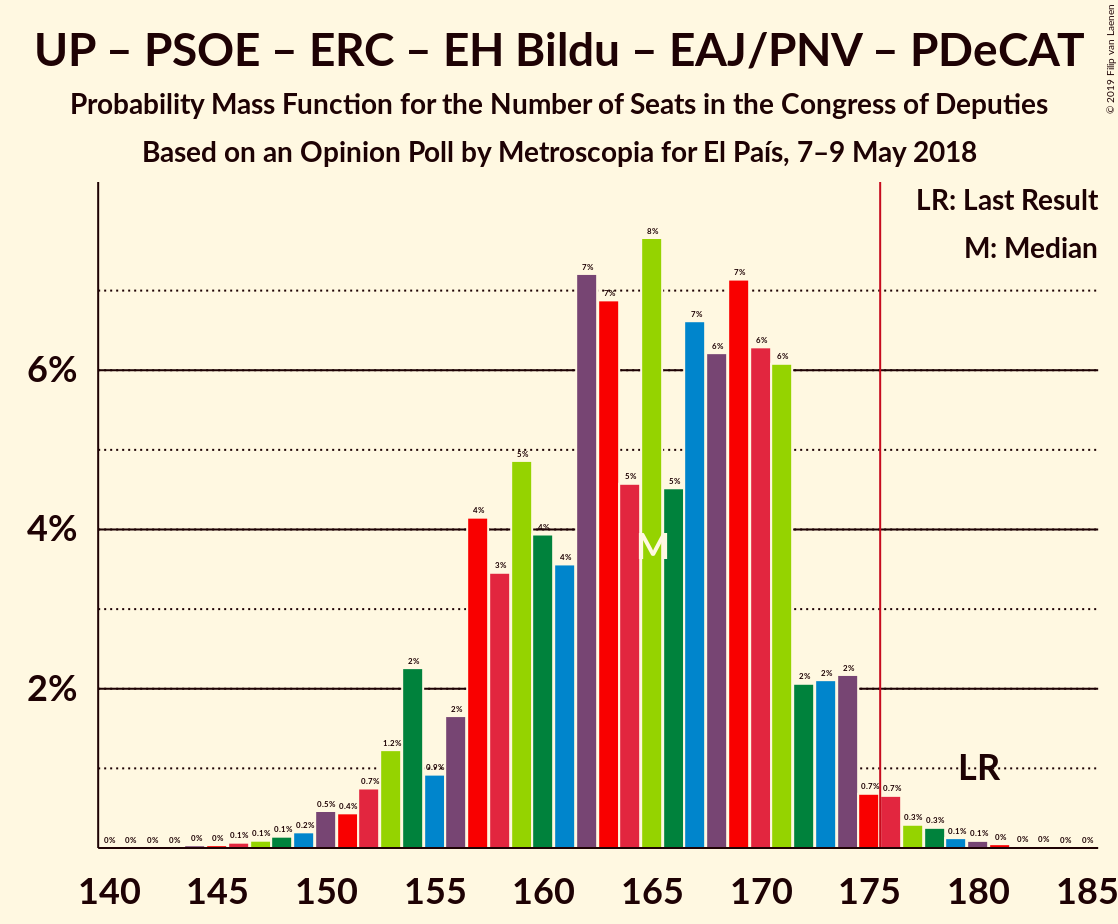 UP – PSOE – ERC – EH Bildu – EAJ/PNV – PDeCAT
Probability Mass Function for the Number of Seats in the Congress of Deputies
Based on an Opinion Poll by Metroscopia for El País, 7–9 May 2018
© 2019 Filip van Laenen
LR: Last Result
M: Median
6%
4%
2%
0% 0% 0% 0% 0% 0% 0.1% 0.1% 0.1% 0.2% 0.5% 0.4% 0.7% 1.2% 2% 0.9% 2% 4% 3% 5% 4% 4% 7% 7% 5% 8% 5% 7% 6% 7% 6% 6% 2% 2% 2% 0.7% 0.7% 0.3% 0.3% 0.1% 0.1% 0% 0% 0% 0% 0%
M
LR
140 145 150 155 160 165 170 175 180 185